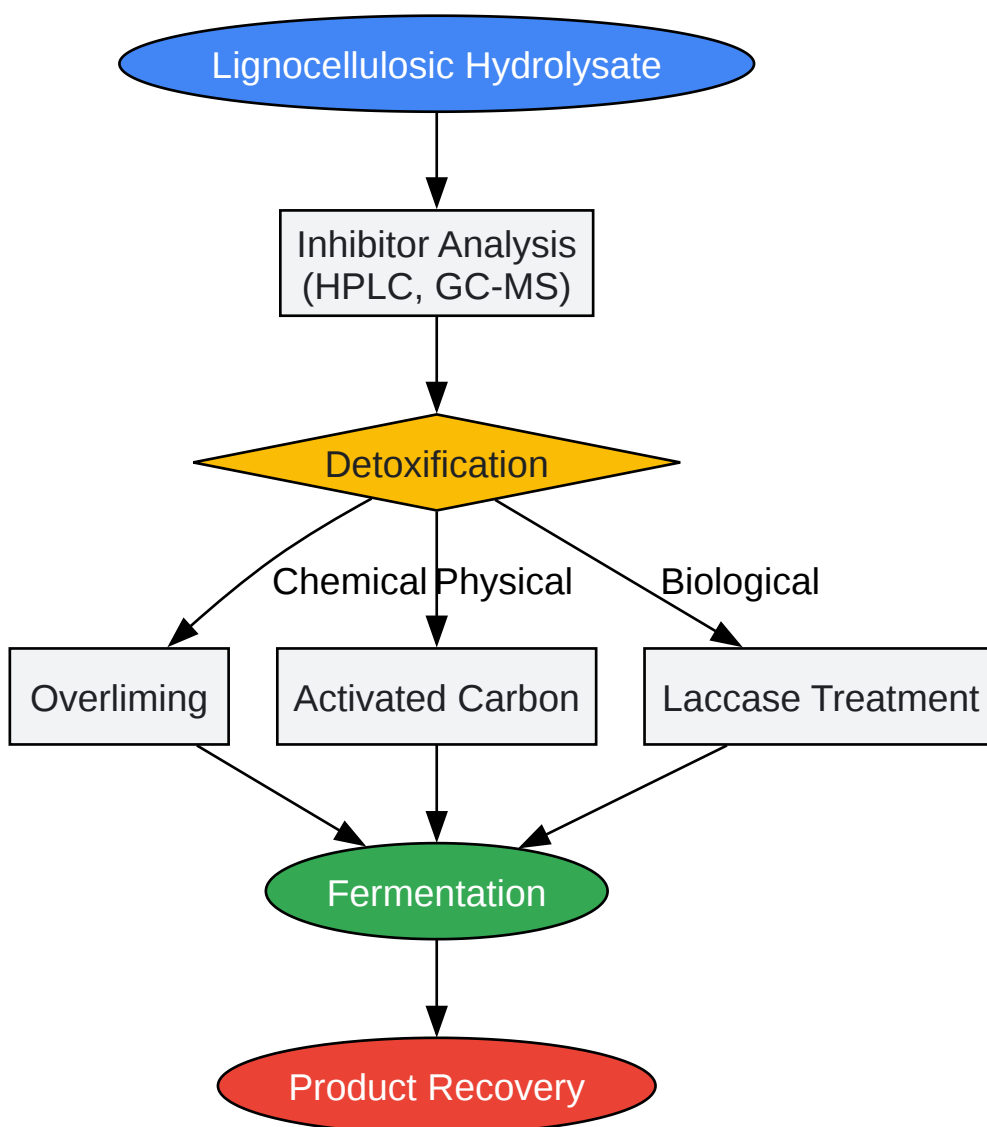 Lignocellulosic Hydrolysate
Inhibitor Analysis
(HPLC, GC-MS)
Detoxification
Chemical
Physical
Biological
Overliming
Activated Carbon
Laccase Treatment
Fermentation
Product Recovery